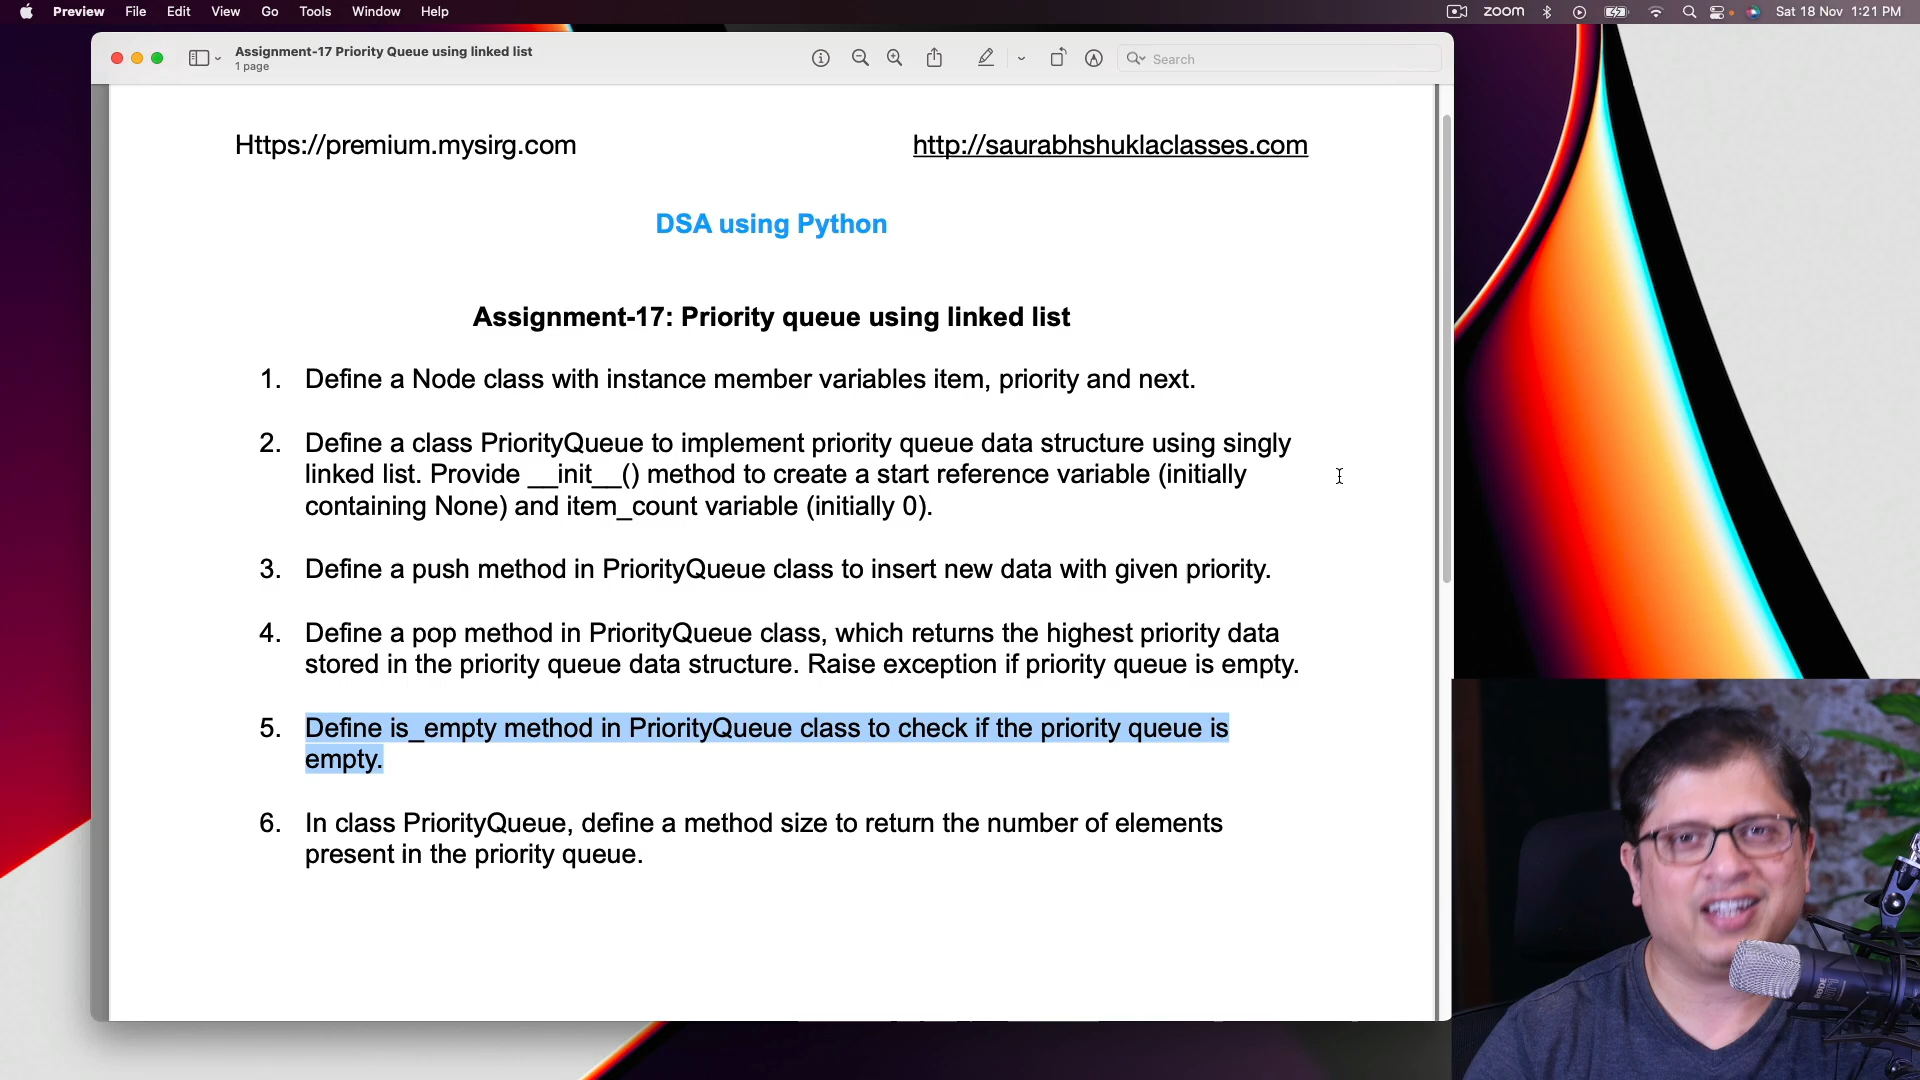 Preview File Edit View Go Tools Window Help
zoom Sat 18 Nov 1:21 PM
Assignment-17 Priority Queue using linked list
1 page
Search
Https://premium.mysirg.com
http://saurabhshuklaclasses.com
DSA using Python
Assignment-17: Priority queue using linked list
1. Define a Node class with instance member variables item, priority and next.
2. Define a class PriorityQueue to implement priority queue data structure using singly
linked list. Provide __init__() method to create a start reference variable (initially
containing None) and item_count variable (initially 0).
3. Define a push method in PriorityQueue class to insert new data with given priority.
4. Define a pop method in PriorityQueue class, which returns the highest priority data
stored in the priority queue data structure. Raise exception if priority queue is empty.
5. Define is_empty method in PriorityQueue class to check if the priority queue is
empty.
6. In class PriorityQueue, define a method size to return the number of elements
present in the priority queue.
RODE